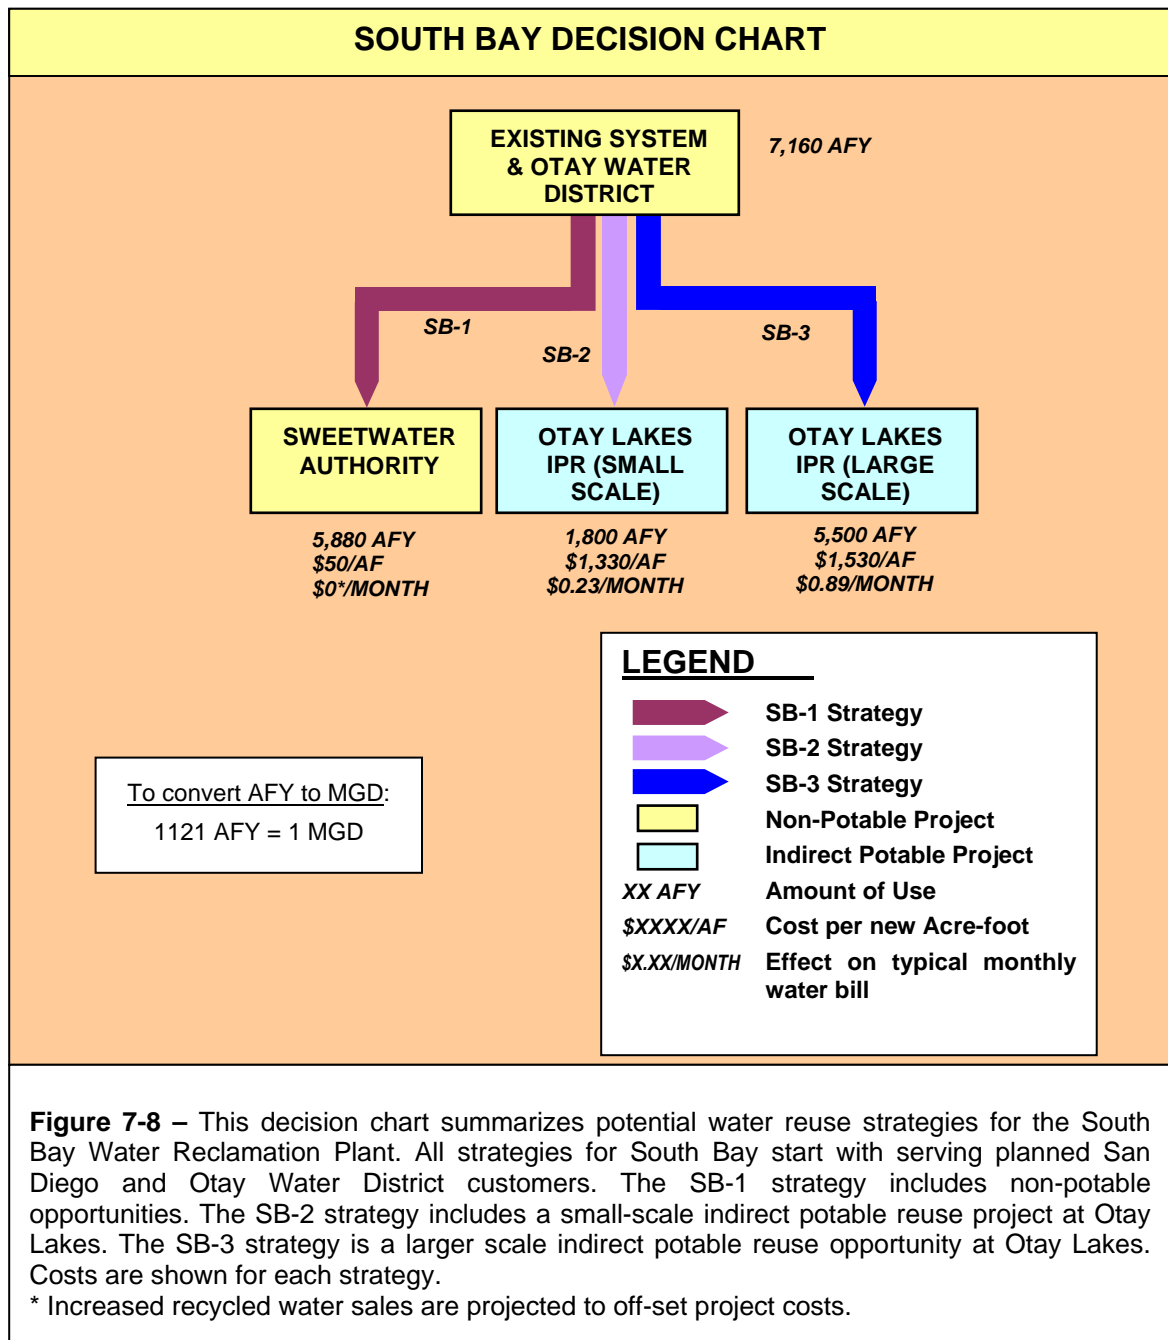 SOUTH BAY DECISION CHART
EXISTING SYSTEM
& OTAY WATER
DISTRICT
7,160 AFY
SB-1
SB-2
SB-3
SWEETWATER
AUTHORITY
5,880 AFY
$50/AF
$0*/MONTH
OTAY LAKES
IPR (SMALL
SCALE)
1,800 AFY
$1,330/AF
$0.23/MONTH
OTAY LAKES
IPR (LARGE
SCALE)
5,500 AFY
$1,530/AF
$0.89/MONTH
To convert AFY to MGD:
1121 AFY = 1 MGD
LEGEND
SB-1 Strategy
SB-2 Strategy
SB-3 Strategy
Non-Potable Project
Indirect Potable Project
XX AFY Amount of Use
$XXXX/AF Cost per new Acre-foot
$X.XX/MONTH Effect on typical monthly
water bill
Figure 7-8 – This decision chart summarizes potential water reuse strategies for the South
Bay Water Reclamation Plant. All strategies for South Bay start with serving planned San
Diego and Otay Water District customers. The SB-1 strategy includes non-potable
opportunities. The SB-2 strategy includes a small-scale indirect potable reuse project at Otay
Lakes. The SB-3 strategy is a larger scale indirect potable reuse opportunity at Otay Lakes.
Costs are shown for each strategy.
* Increased recycled water sales are projected to off-set project costs.